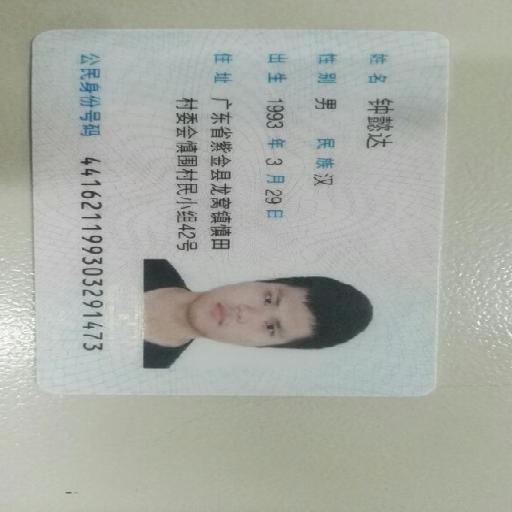 姓名 钟懿达
性别 男 民族 汉
出生 1993 年 3 月 29 日
住址 广东省紫金县龙窝镇慎田
村委会慎围村民小组42号
公民身份号码 441621199303291473